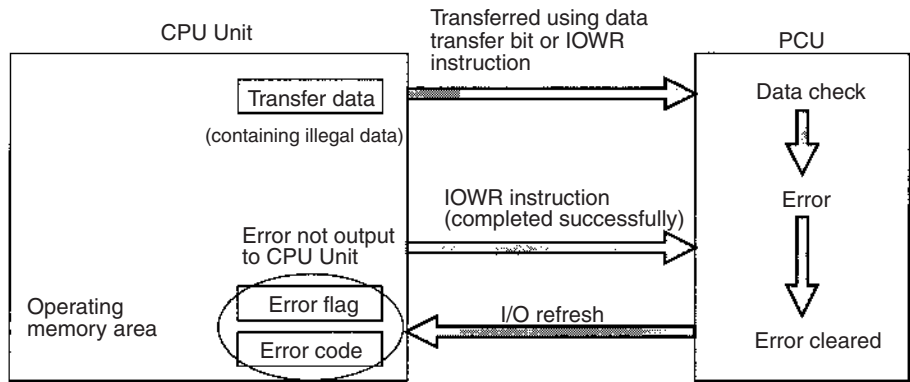 CPU Unit
Transferred using data
transfer bit or IOWR
instruction
PCU
Transfer data
(containing illegal data)
Data check
IOWR instruction
(completed successfully)
Error
Error not output
to CPU Unit
Operating
memory area
Error flag
Error code
I/O refresh
Error cleared